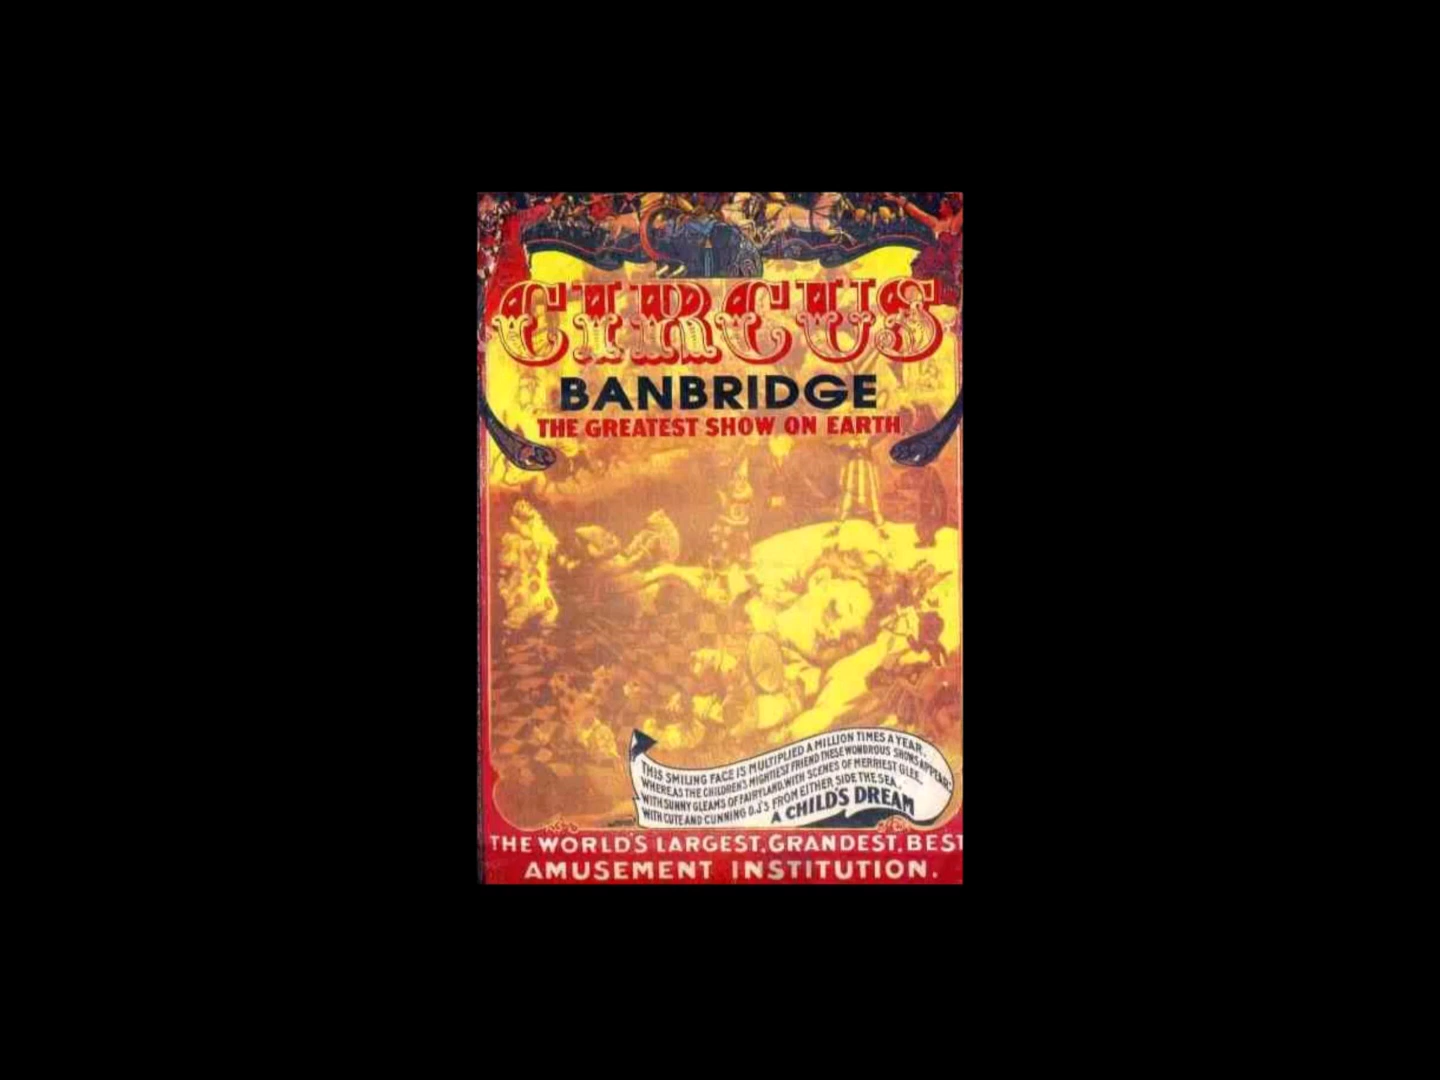 CIRCUS
BANBRIDGE
THE GREATEST SHOW ON EARTH
THIS SMILING FACE IS MULTIPLIED A MILLION TIMES A YEAR.
WHEREAS THE CHILDREN'S MIGHTIEST FRIEND THESE WONDROUS SHOWS APPEAR:
WITH SUNNY GLEAMS OF FAIRYLAND, WITH SCENES OF MERRIEST GLEE.
WITH CUTE AND CUNNING D.J'S FROM EITHER SIDE THE SEA.
A CHILD'S DREAM
THE WORLD'S LARGEST, GRANDEST, BEST
AMUSEMENT INSTITUTION.